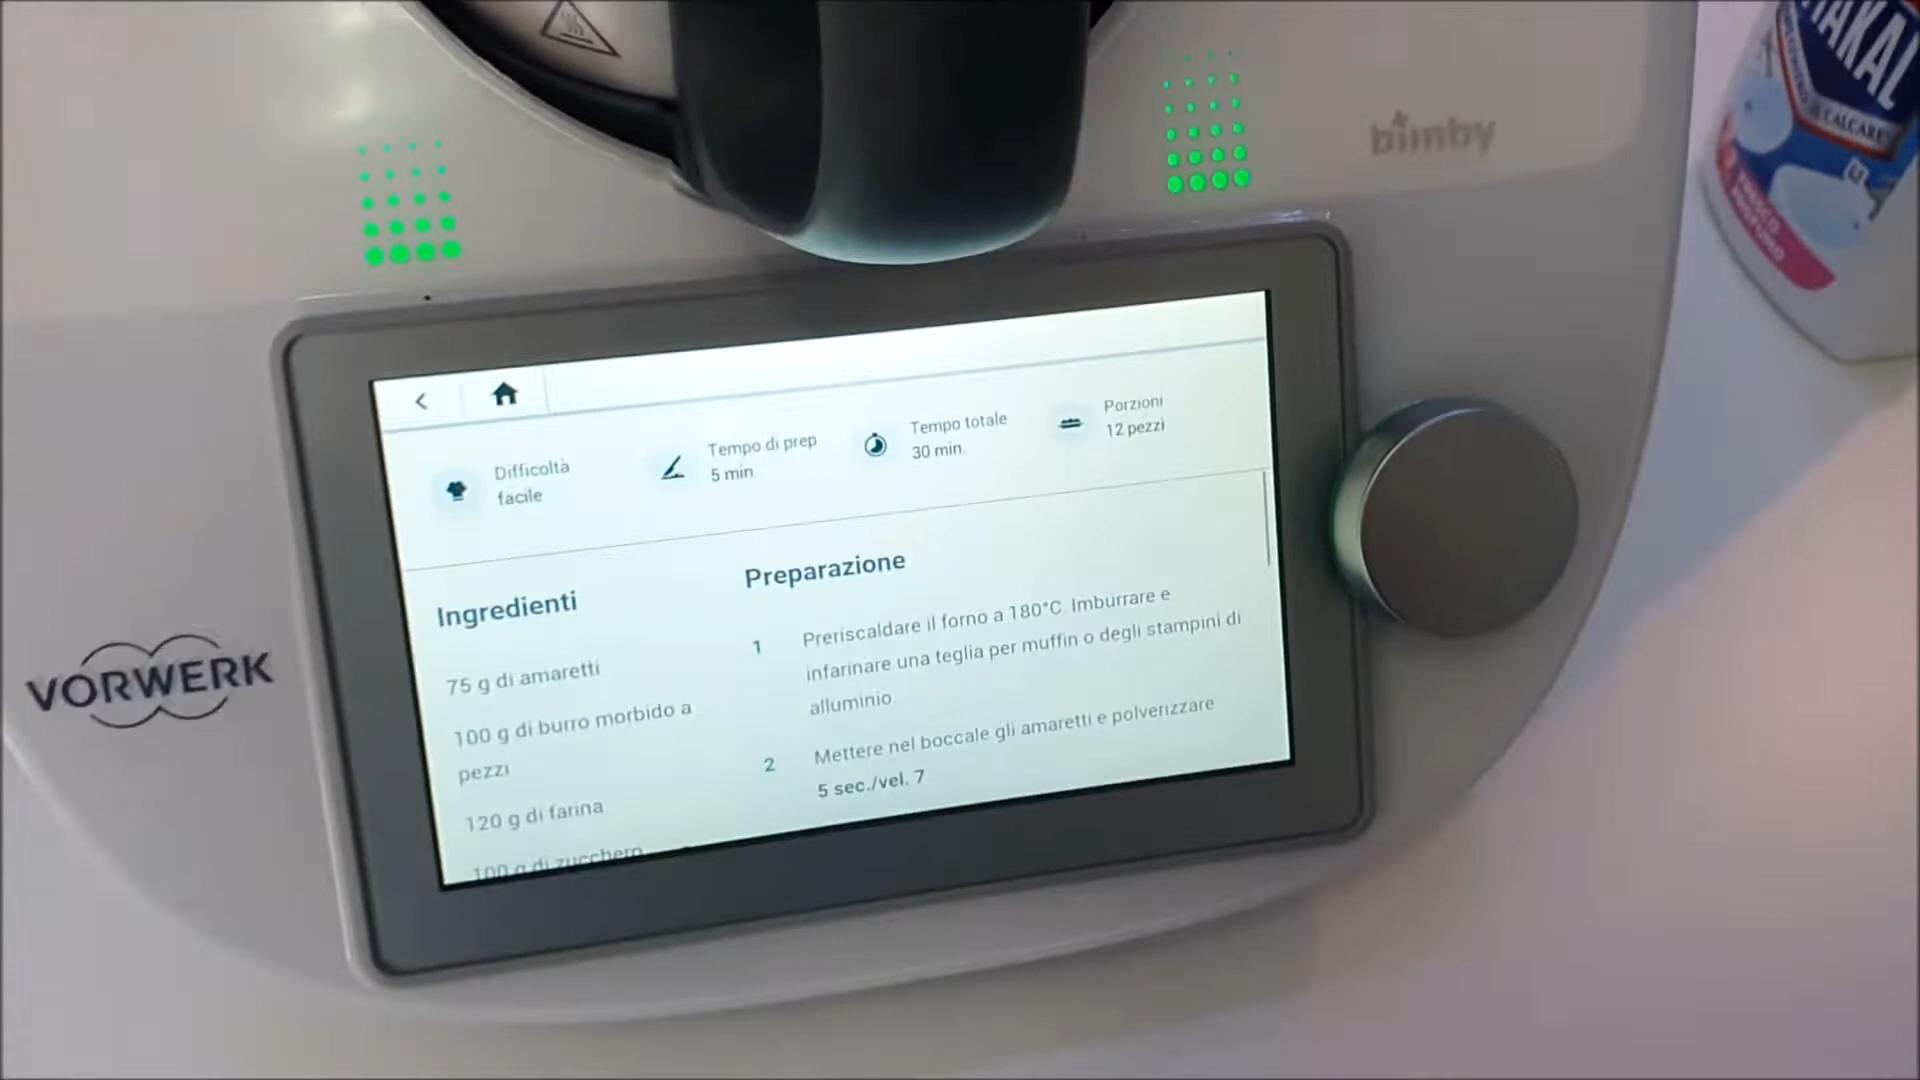 bimby
AKAL
CALCARE
VORWERK
Difficoltà
facile
Tempo di prep
5 min.
Tempo totale
30 min.
Porzioni
12 pezzi
Ingredienti
75 g di amaretti
100 g di burro morbido a
pezzi
120 g di farina
100 g di zucchero
Preparazione
1 Preriscaldare il forno a 180°C. Imburrare e
infarinare una teglia per muffin o degli stampini di
alluminio.
2 Mettere nel boccale gli amaretti e polverizzare
5 sec./vel. 7